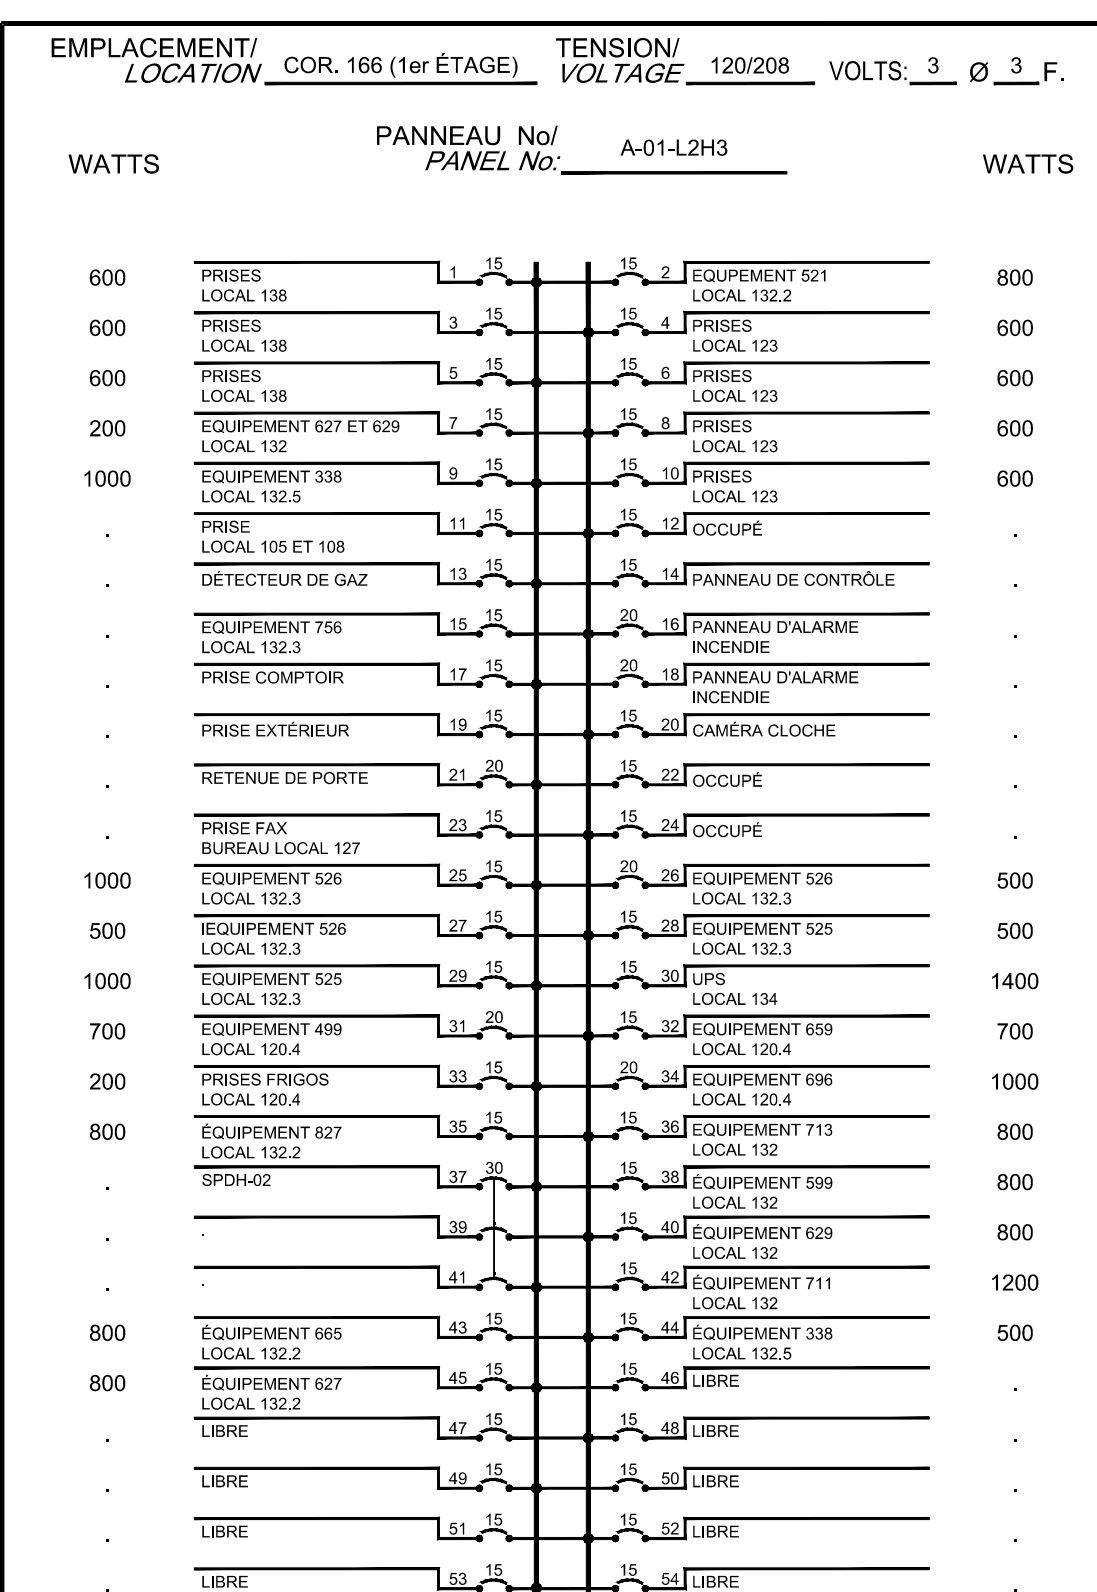 EMPLACEMENT/ TENSION/
LOCATION COR. 166 (1er ÉTAGE) VOLTAGE 120/208 VOLTS: 3 Ø 3 F.
PANNEAU No/
WATTS PANEL No: A-01-L2H3 WATTS
600 PRISES 1 15 15 2 EQUPEMENT 521 800
LOCAL 138 LOCAL 132.2
600 PRISES 3 15 15 4 PRISES 600
LOCAL 138 LOCAL 123
600 PRISES 5 15 15 6 PRISES 600
LOCAL 138 LOCAL 123
200 EQUIPEMENT 627 ET 629 7 15 15 8 PRISES 600
LOCAL 132 LOCAL 123
1000 EQUIPEMENT 338 9 15 15 10 PRISES 600
LOCAL 132.5 LOCAL 123
. PRISE 11 15 15 12 OCCUPÉ .
LOCAL 105 ET 108
. DÉTECTEUR DE GAZ 13 15 15 14 PANNEAU DE CONTRÔLE .
. EQUIPEMENT 756 15 15 20 16 PANNEAU D'ALARME .
LOCAL 132.3 INCENDIE
. PRISE COMPTOIR 17 15 20 18 PANNEAU D'ALARME .
INCENDIE
. PRISE EXTÉRIEUR 19 15 15 20 CAMÉRA CLOCHE .
. RETENUE DE PORTE 21 20 15 22 OCCUPÉ .
. PRISE FAX 23 15 15 24 OCCUPÉ .
BUREAU LOCAL 127
1000 EQUIPEMENT 526 25 15 20 26 EQUIPEMENT 526 500
LOCAL 132.3 LOCAL 132.3
500 IEQUIPEMENT 526 27 15 15 28 EQUIPEMENT 525 500
LOCAL 132.3 LOCAL 132.3
1000 EQUIPEMENT 525 29 15 15 30 UPS 1400
LOCAL 132.3 LOCAL 134
700 EQUIPEMENT 499 31 20 15 32 EQUIPEMENT 659 700
LOCAL 120.4 LOCAL 120.4
200 PRISES FRIGOS 33 15 20 34 EQUIPEMENT 696 1000
LOCAL 120.4 LOCAL 120.4
800 ÉQUIPEMENT 827 35 15 15 36 EQUIPEMENT 713 800
LOCAL 132.2 LOCAL 132
. SPDH-02 37 30 15 38 ÉQUIPEMENT 599 800
LOCAL 132
. . 39 15 40 ÉQUIPEMENT 629 800
LOCAL 132
. . 41 15 42 ÉQUIPEMENT 711 1200
LOCAL 132
800 ÉQUIPEMENT 665 43 15 15 44 ÉQUIPEMENT 338 500
LOCAL 132.2 LOCAL 132.5
800 ÉQUIPEMENT 627 45 15 15 46 LIBRE .
LOCAL 132.2
. LIBRE 47 15 15 48 LIBRE .
. LIBRE 49 15 15 50 LIBRE .
. LIBRE 51 15 15 52 LIBRE .
. LIBRE 53 15 15 54 LIBRE .